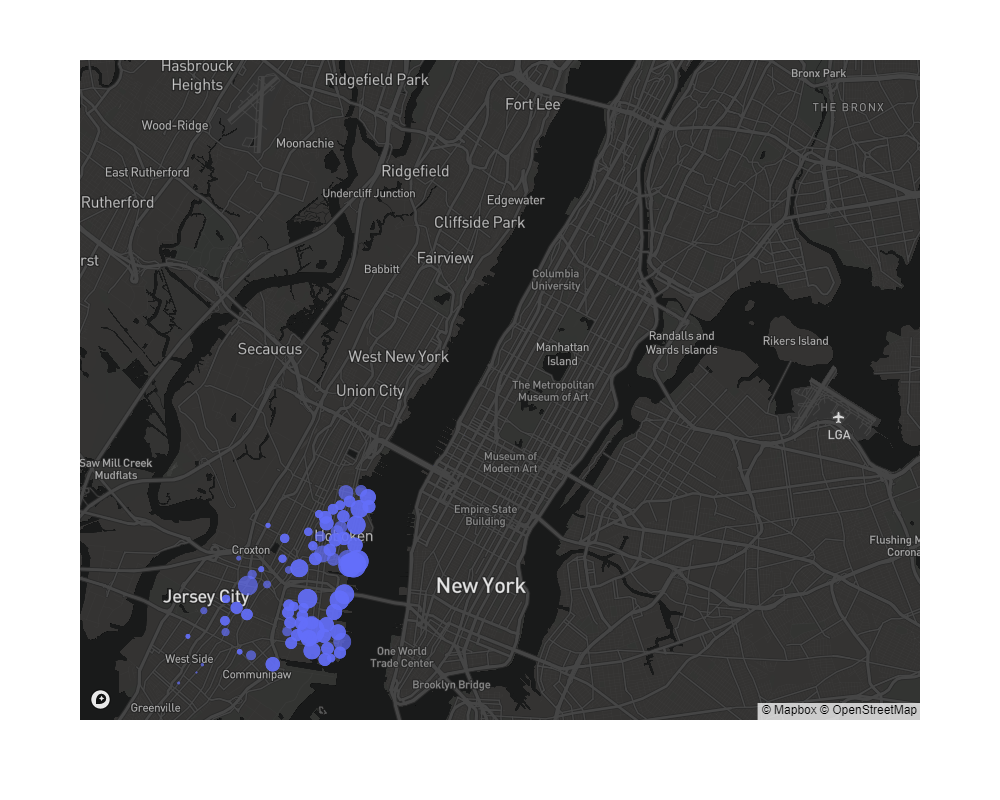 Hasbrouck
Heights
Ridgefield Park
Bronx Park
Fort Lee
THE BRONX
Wood-Ridge
Moonachie
East Rutherford
Ridgefield
Undercliff Junction
Rutherford
Edgewater
Cliffside Park
rst
Fairview
Babbitt
Columbia
University
Secaucus
West New York
Manhattan
Island
Randalls and
Wards Islands
Rikers Island
Union City
The Metropolitan
Museum of Art
LGA
Saw Mill Creek
Mudflats
Museum of
Modern Art
Empire State
Building
Hoboken
Croxton
Flushing M
Corona
New York
Jersey City
West Side
One World
Trade Center
Communipaw
Brooklyn Bridge
Greenville
© Mapbox © OpenStreetMap